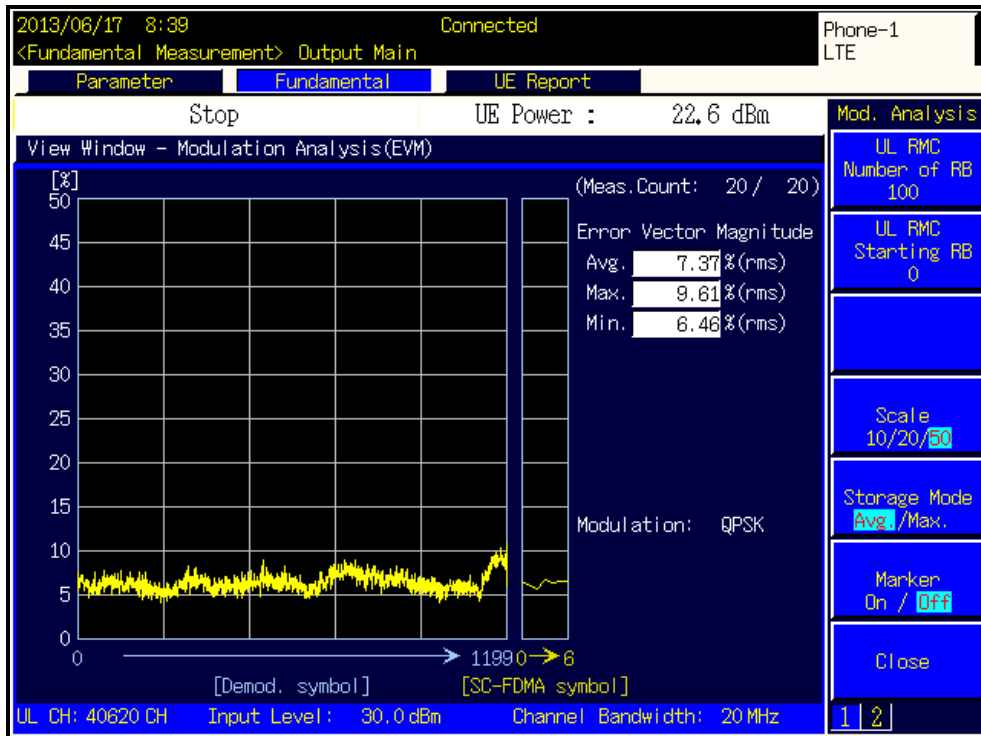 2013/06/17 8:39 Connected
<Fundamental Measurement> Output Main
Phone-1
LTE
Parameter Fundamental UE Report
Stop UE Power : 22.6 dBm
View Window - Modulation Analysis(EVM)
[%]
50
45
40
35
30
25
20
15
10
5
0
0 1199 0 6
[Demod. symbol] [SC-FDMA symbol]
(Meas.Count: 20 / 20)
Error Vector Magnitude
Avg. 7.37 %(rms)
Max. 9.61 %(rms)
Min. 6.46 %(rms)
Modulation: QPSK
Mod. Analysis
UL RMC
Number of RB
100
UL RMC
Starting RB
0
Scale
10/20/50
Storage Mode
Avg./Max.
Marker
On / Off
Close
UL CH: 40620 CH Input Level: 30.0 dBm Channel Bandwidth: 20 MHz
1 2